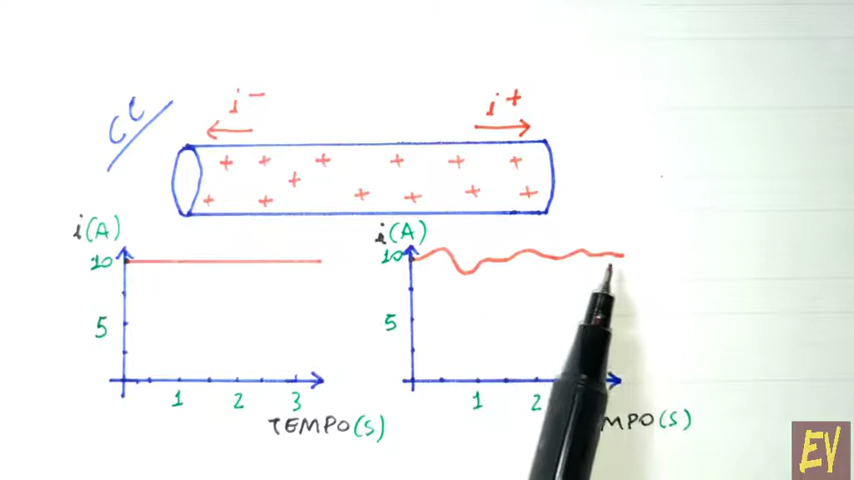 CC
i⁻ i⁺
+ + + + + +
+
+ + + + + +
i(A) i(A)
10 10
5 5
1 2 3 1 2
TEMPO(S) MPO(S)
EV